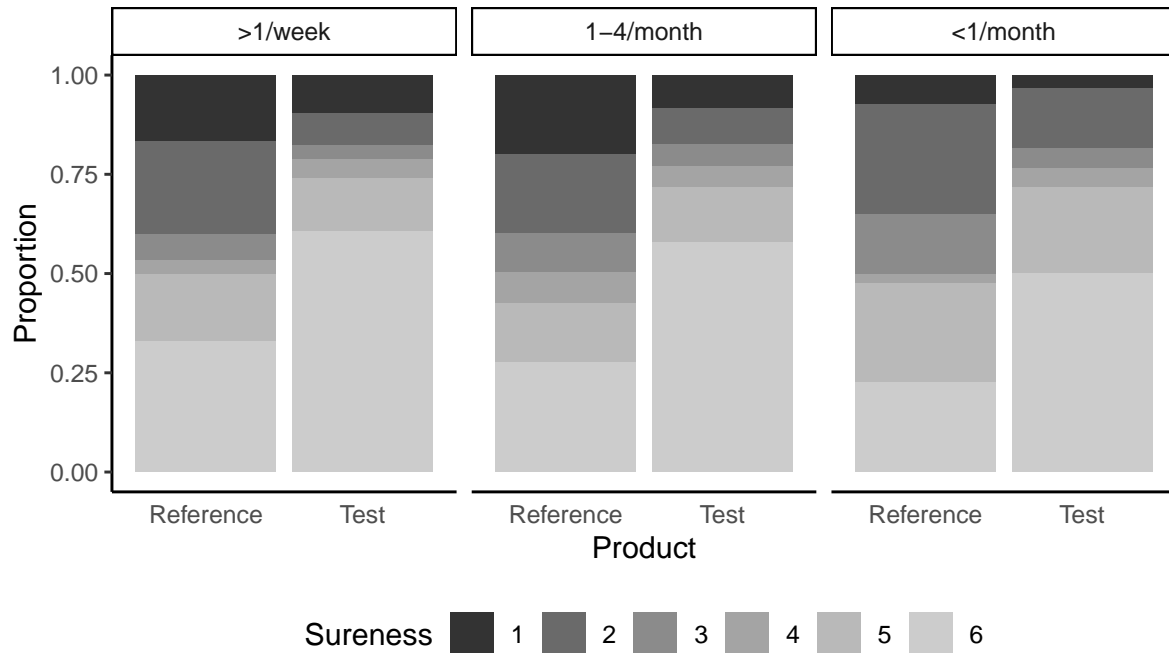 >1/week 1−4/month <1/month
1.00
0.75
0.50
0.25
0.00
Proportion
Reference Test Reference Test Reference Test
Product
Sureness 1 2 3 4 5 6